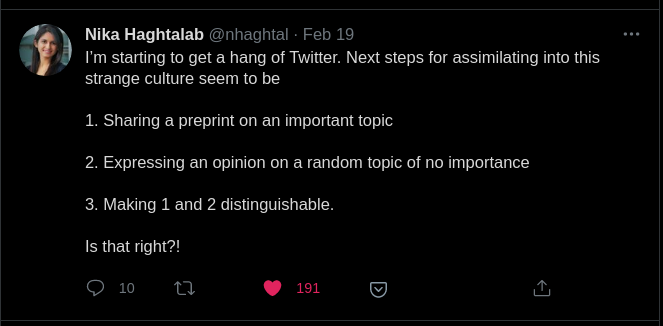 Nika Haghtalab @nhaghtal · Feb 19
I'm starting to get a hang of Twitter. Next steps for assimilating into this
strange culture seem to be
1. Sharing a preprint on an important topic
2. Expressing an opinion on a random topic of no importance
3. Making 1 and 2 distinguishable.
Is that right?!
10 191